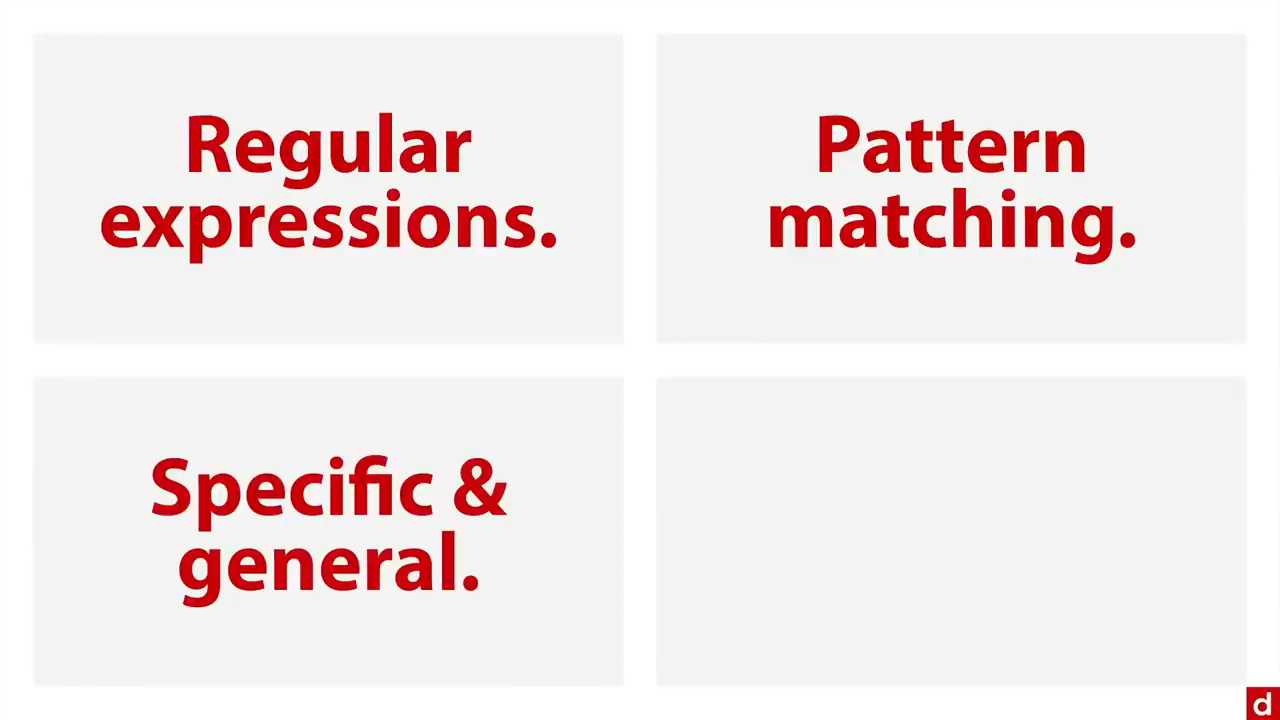 Regular
expressions.
Pattern
matching.
Specific &
general.
d